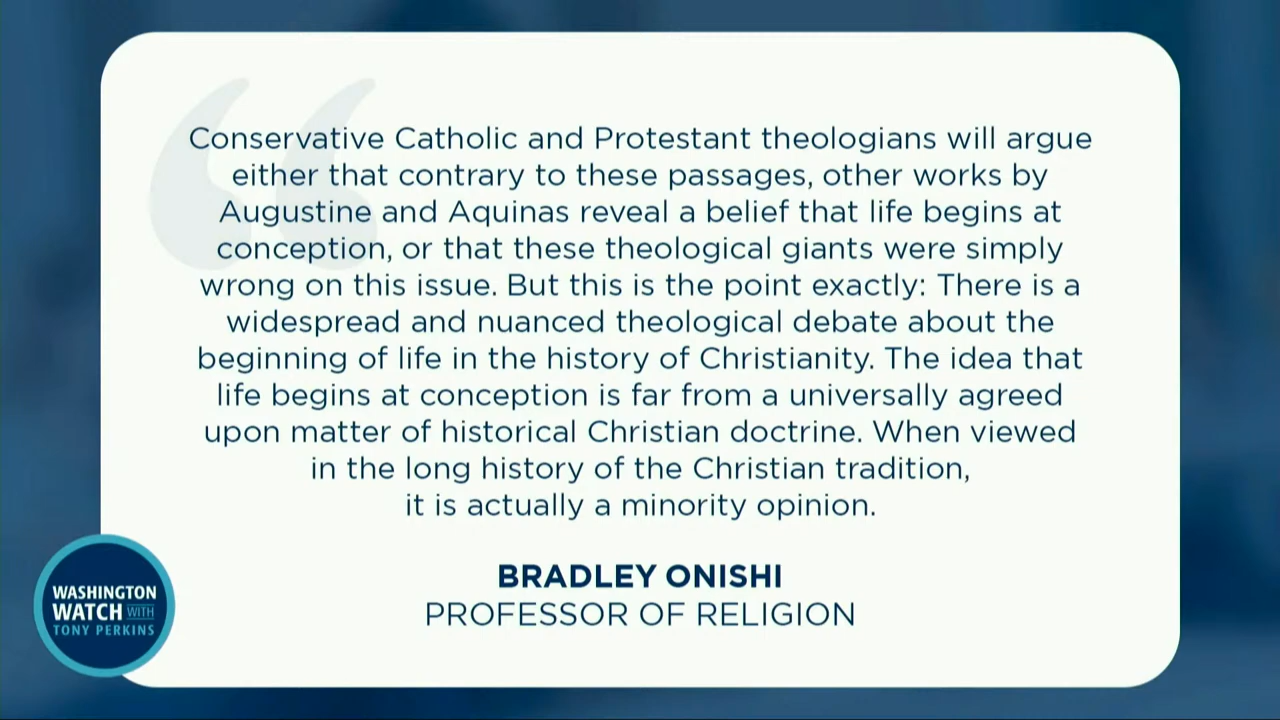 Conservative Catholic and Protestant theologians will argue
either that contrary to these passages, other works by
Augustine and Aquinas reveal a belief that life begins at
conception, or that these theological giants were simply
wrong on this issue. But this is the point exactly: There is a
widespread and nuanced theological debate about the
beginning of life in the history of Christianity. The idea that
life begins at conception is far from a universally agreed
upon matter of historical Christian doctrine. When viewed
in the long history of the Christian tradition,
it is actually a minority opinion.
BRADLEY ONISHI
PROFESSOR OF RELIGION
WASHINGTON
WATCH WITH
TONY PERKINS